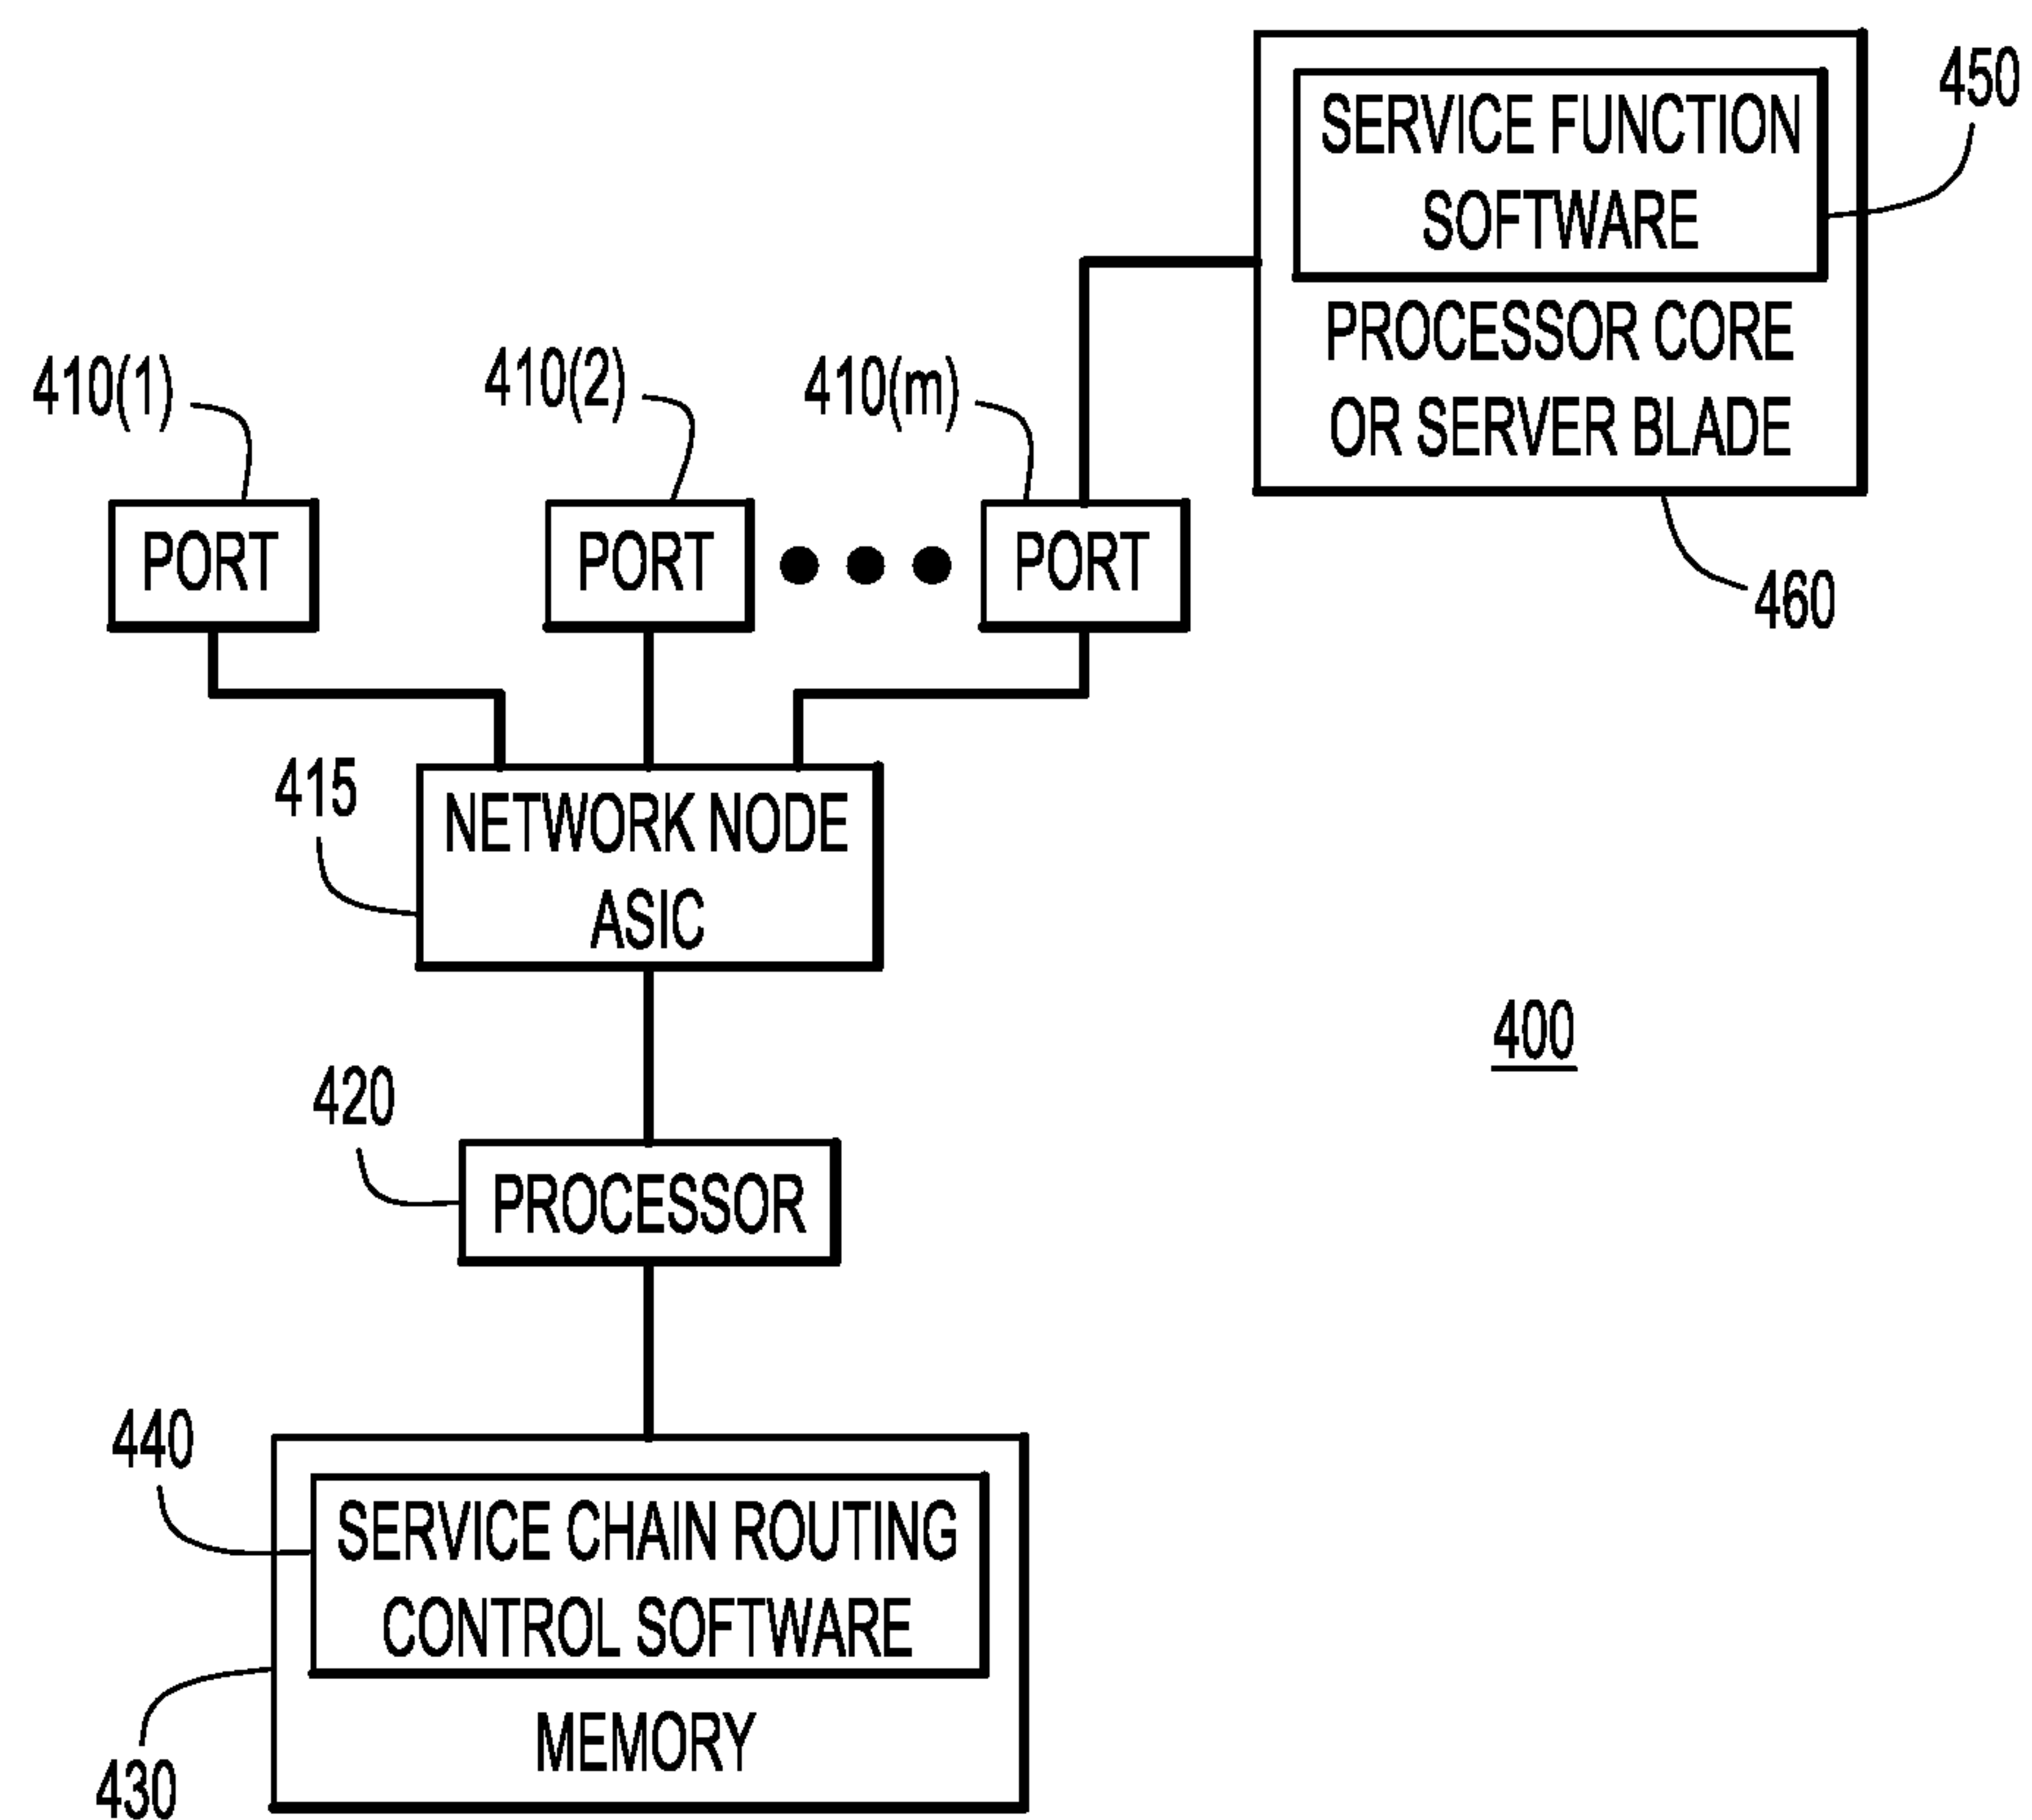 450
SERVICE FUNCTION
SOFTWARE
PROCESSOR CORE
OR SERVER BLADE
460
410(1)
410(2)
410(m)
PORT
PORT
PORT
415
NETWORK NODE
ASIC
400
420
PROCESSOR
440
SERVICE CHAIN ROUTING
CONTROL SOFTWARE
MEMORY
430